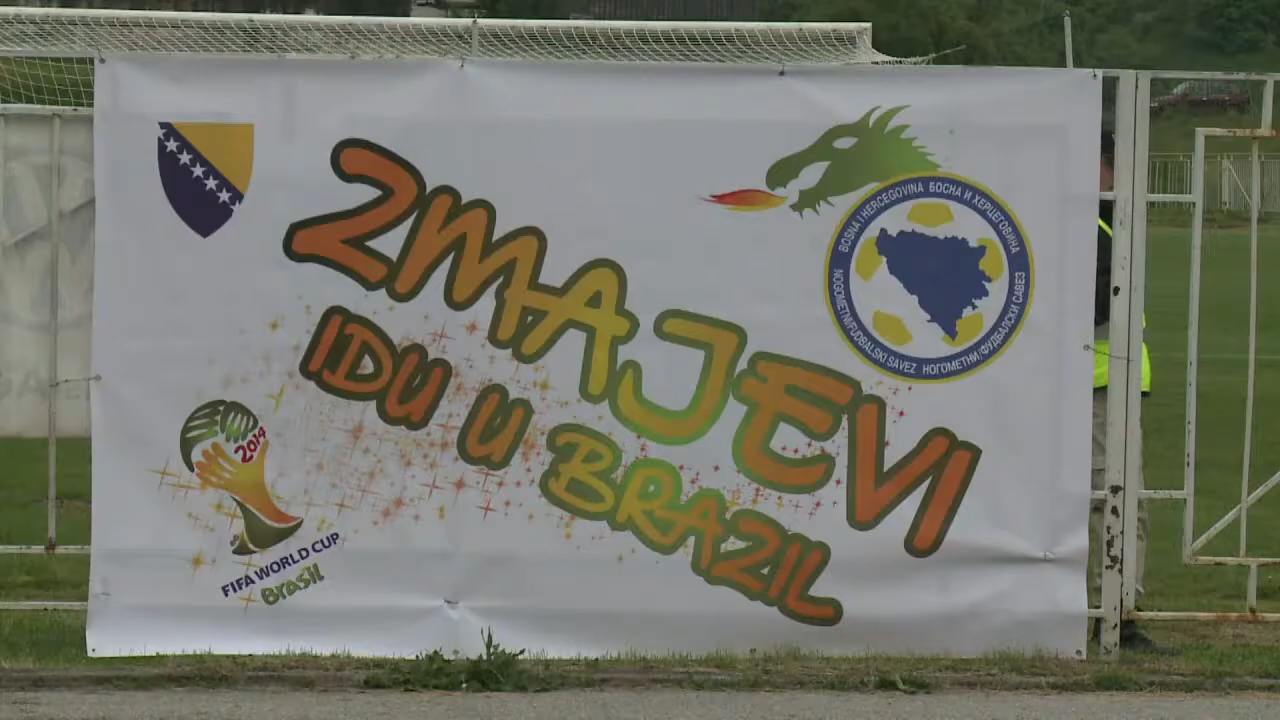 ZMAJEVI
IDU U BRAZIL
BOSNA I HERCEGOVINA БОСНА И ХЕРЦЕГОВИНА
NOGOMETNI/FUDBALSKI SAVEZ НОГОМЕТНИ/ФУДБАЛСКИ САВЕЗ
2014
FIFA WORLD CUP
Brasil